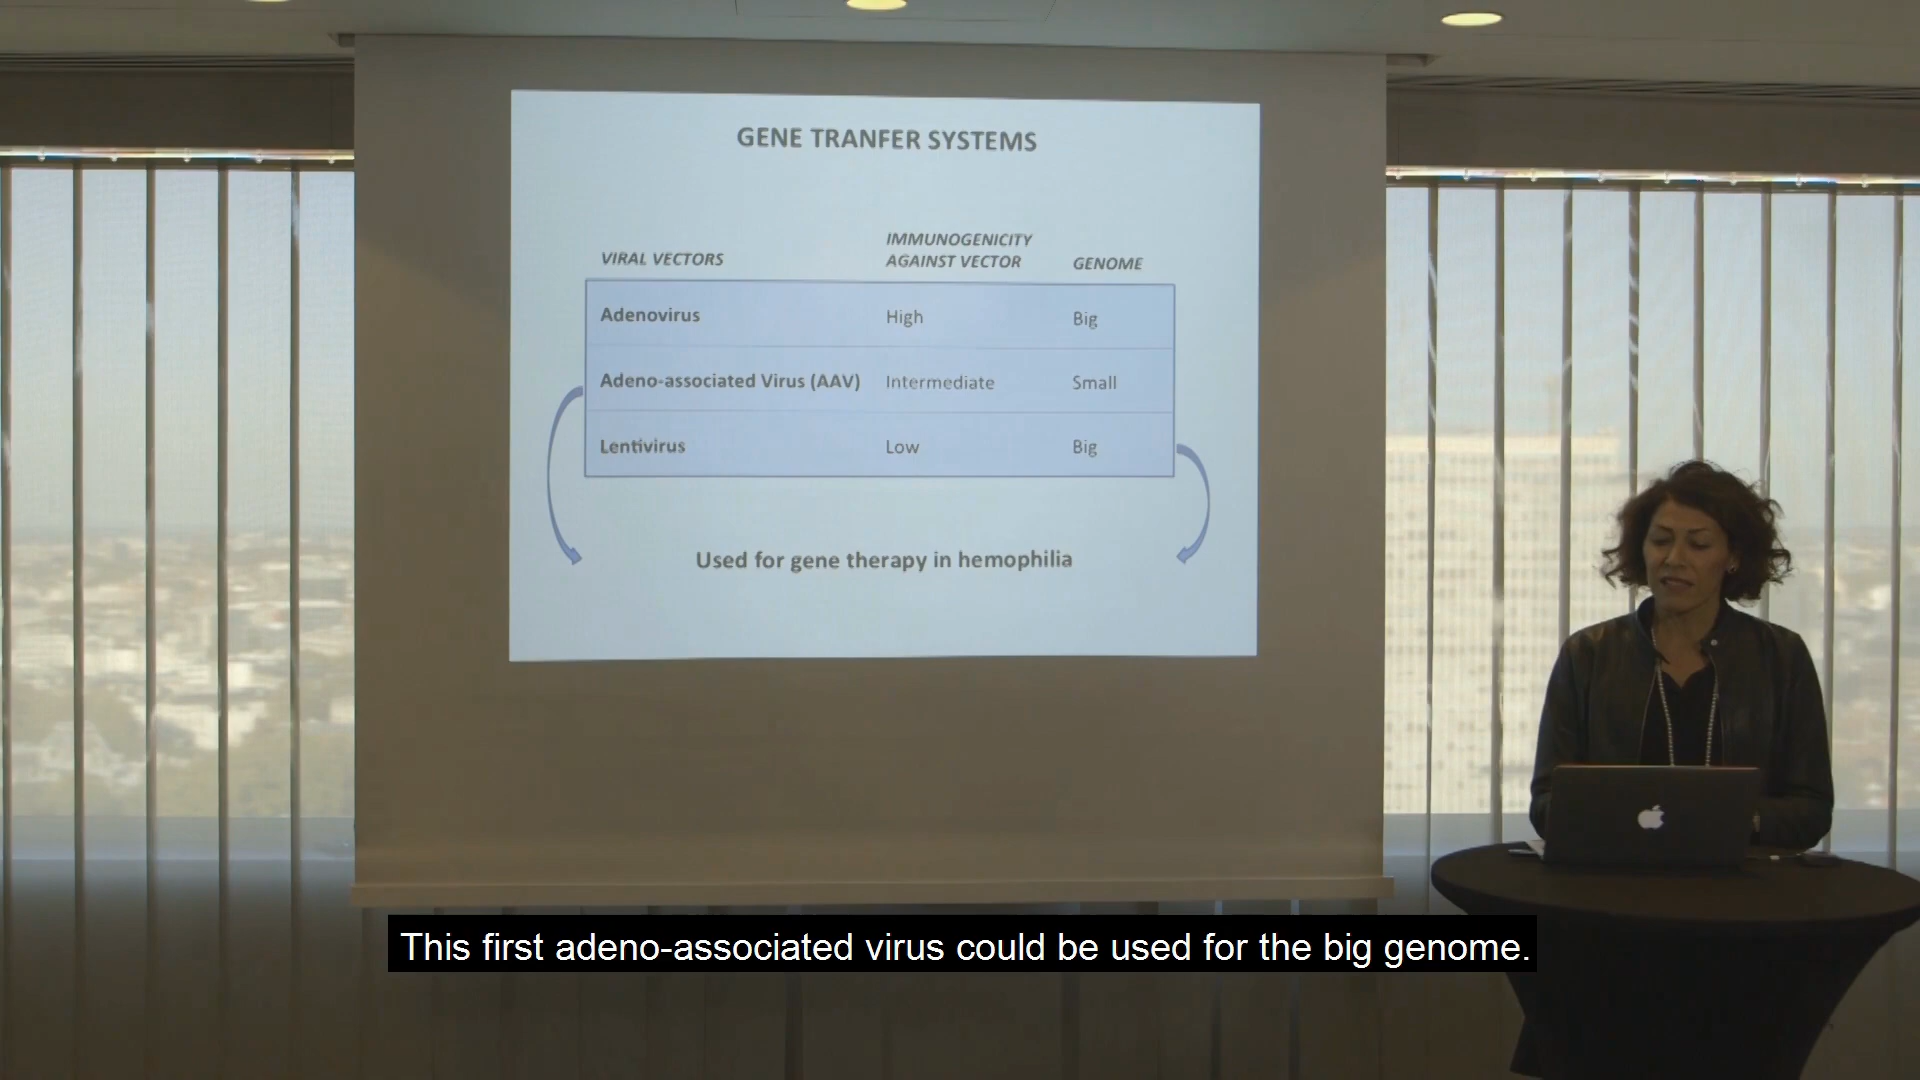 GENE TRANFER SYSTEMS
VIRAL VECTORS
IMMUNOGENICITY
AGAINST VECTOR
GENOME
Adenovirus High Big
Adeno-associated Virus (AAV) Intermediate Small
Lentivirus Low Big
Used for gene therapy in hemophilia
This first adeno-associated virus could be used for the big genome.